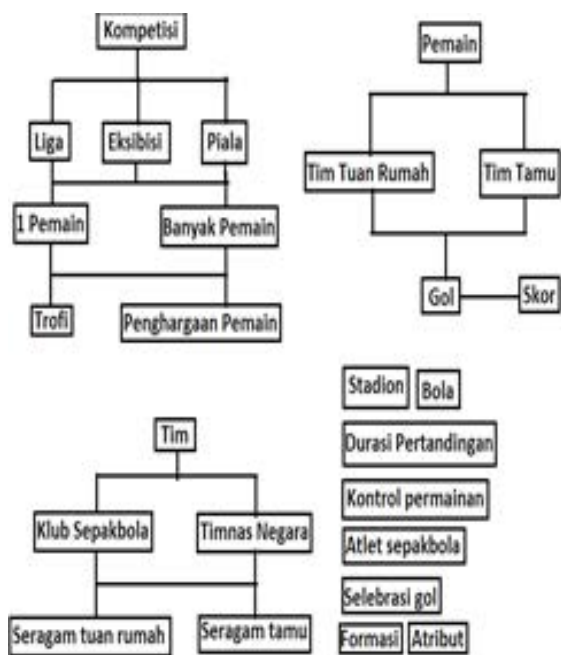 Kompetisi
Liga
Eksibisi
Piala
1 Pemain
Banyak Pemain
Trofi
Penghargaan Pemain
Pemain
Tim Tuan Rumah
Tim Tamu
Gol
Skor
Tim
Klub Sepakbola
Timnas Negara
Seragam tuan rumah
Seragam tamu
Stadion
Bola
Durasi Pertandingan
Kontrol permainan
Atlet sepakbola
Selebrasi gol
Formasi
Atribut